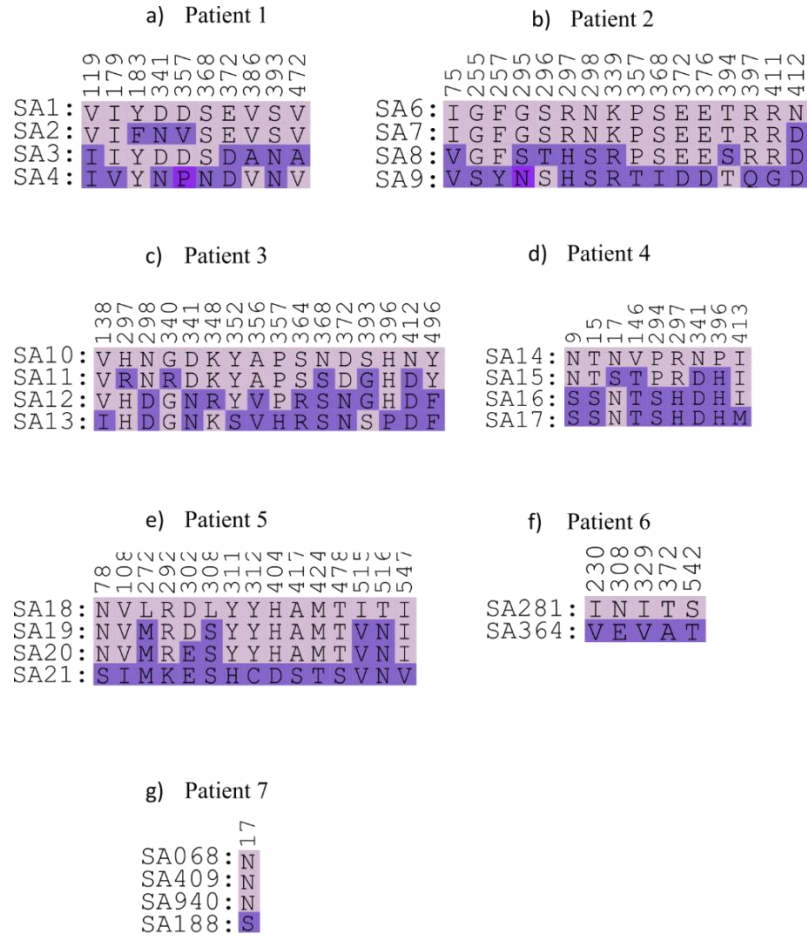 a) Patient 1
119 179 183 341 357 368 372 386 393 472
SA1: V I Y D D S E V S V
SA2: V I F N V S E V S V
SA3: I I Y D D S D A N A
SA4: I V Y N P N D V N V
b) Patient 2
75 255 257 295 296 297 298 339 357 368 372 376 394 397 411 412
SA6: I G F G S R N K P S E E T R R N
SA7: I G F G S R N K P S E E T R R D
SA8: V G F S T H S R P S E E S R R D
SA9: V S Y N S H S R T I D D T Q G D
c) Patient 3
138 297 298 340 341 348 352 356 357 364 368 372 393 396 412 496
SA10: V H N G D K Y A P S N D S H N Y
SA11: V R N R D K Y A P S S D G H D Y
SA12: V H D G N R Y V P R S N G H D F
SA13: I H D G N K S V H R S N S P D F
d) Patient 4
9 15 17 146 294 297 341 396 413
SA14: N T N V P R N P I
SA15: N T S T P R D H I
SA16: S S N T S H D H I
SA17: S S N T S H D H M
e) Patient 5
78 108 272 292 302 308 311 312 404 417 424 478 515 516 547
SA18: N V L R D L Y Y H A M T I T I
SA19: N V M R D S Y Y H A M T V N I
SA20: N V M R E S Y Y H A M T V N I
SA21: S I M K E S H C D S T S V N V
f) Patient 6
230 308 329 372 542
SA281: I N I T S
SA364: V E V A T
g) Patient 7
17
SA068: N
SA409: N
SA940: N
SA188: S